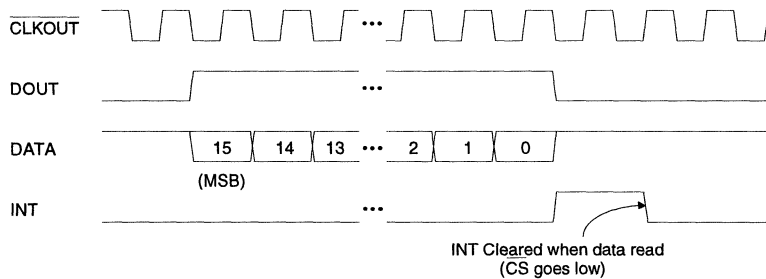 CLKOUT •••
DOUT •••
DATA 15 14 13 ••• 2 1 0
(MSB)
INT •••
INT Cleared when data read
(CS goes low)